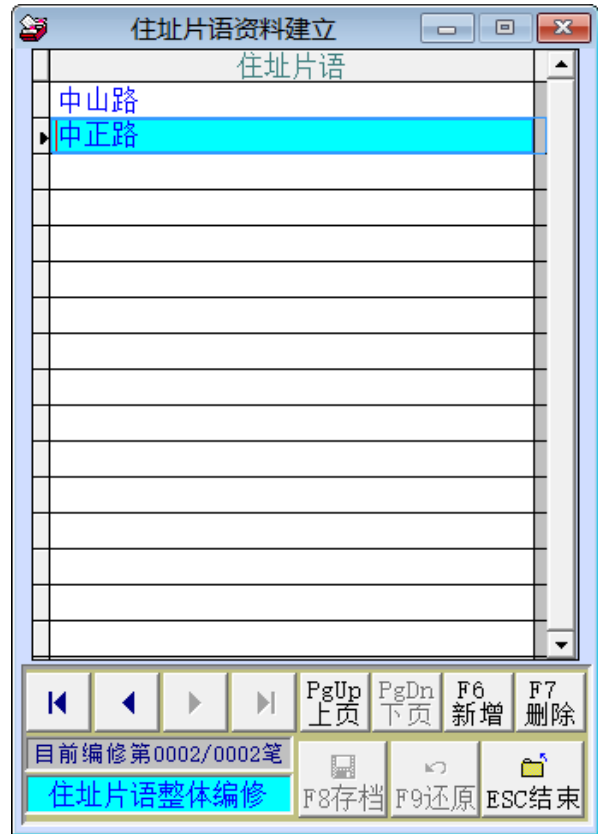 住址片语资料建立
住址片语
中山路
中正路
PgUp PgDn F6 F7
上页 下页 新增 删除
目前编修第0002/0002笔
住址片语整体编修
F8存档 F9还原 ESC结束